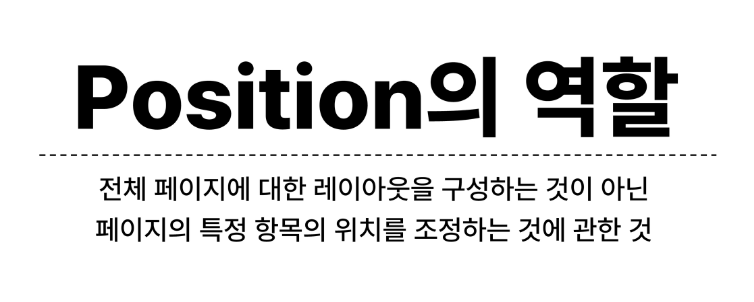 Position의 역할
전체 페이지에 대한 레이아웃을 구성하는 것이 아닌
페이지의 특정 항목의 위치를 조정하는 것에 관한 것